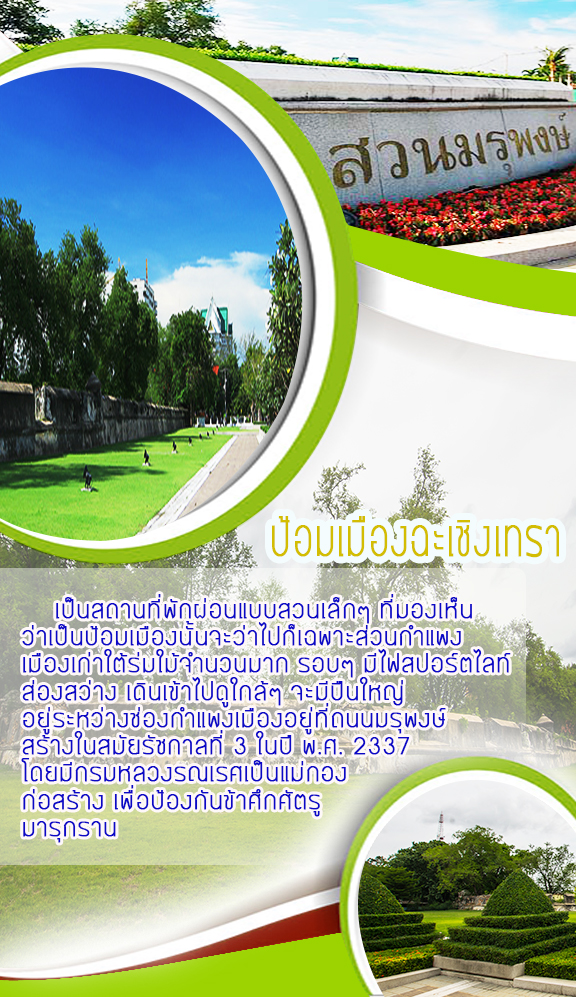 สวนมรุพงษ์
ป้อมเมืองฉะเชิงเทรา
เป็นสถานที่พักผ่อนแบบสวนเล็กๆ ที่มองเห็น
ว่าเป็นป้อมเมืองนั้นจะว่าไปก็เฉพาะส่วนกำแพง
เมืองเก่าใต้ร่มใม้จำนวนมาก รอบๆ มีไฟสปอร์ตไลท์
ส่องสว่าง เดินเข้าไปดูใกล้ๆ จะมีปืนใหญ่
อยู่ระหว่างช่องกำแพงเมืองอยู่ที่ถนนมรุพงษ์
สร้างในสมัยรัชกาลที่ 3 ในปี พ.ศ. 2337
โดยมีกรมหลวงรณเรศเป็นแม่กอง
ก่อสร้าง เพื่อป้องกันข้าศึกศัตรู
มารุกราน